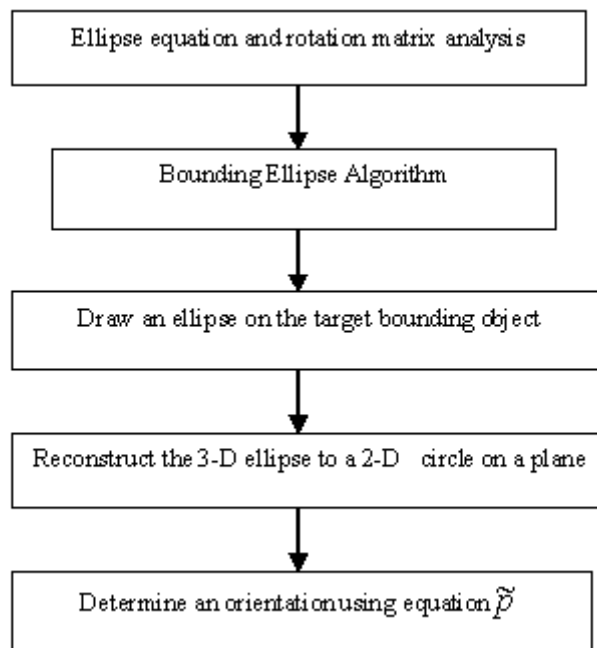 Ellipse equation and rotation matrix analysis
Bounding Ellipse Algorithm
Draw an ellipse on the target bounding object
Reconstruct the 3-D ellipse to a 2-D circle on a plane
Determine an orientation using equation p̃